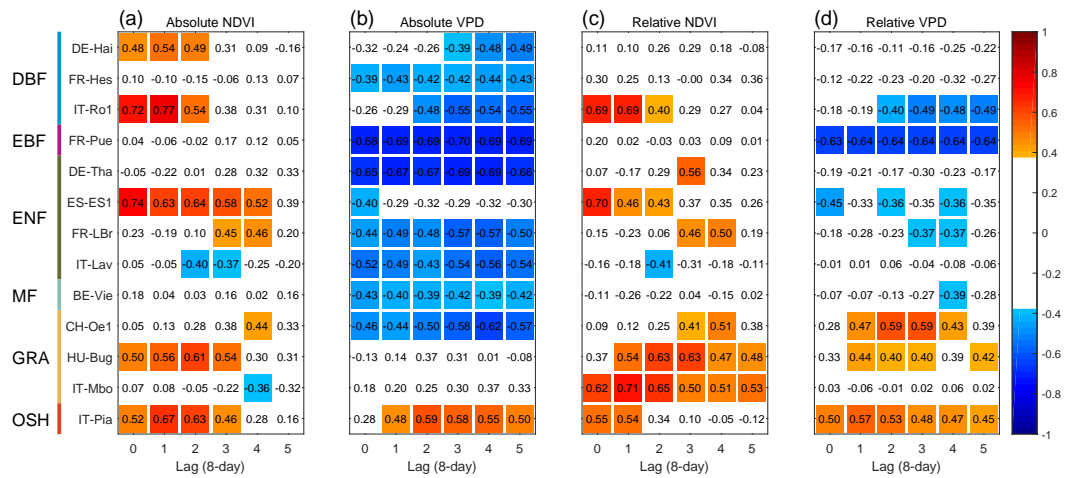 (a) Absolute NDVI (b) Absolute VPD (c) Relative NDVI (d) Relative VPD
DE-Hai 0.48 0.54 0.49 0.31 0.09 -0.16 -0.32 -0.24 -0.26 -0.39 -0.48 -0.49 0.11 0.10 0.26 0.29 0.08 -0.08 -0.17 -0.16 -0.11 -0.16 -0.25 -0.22
DBF FR-Hes 0.10 -0.10 -0.15 -0.06 0.13 0.07 -0.39 -0.43 -0.42 -0.42 -0.44 -0.43 0.30 0.25 0.13 -0.00 0.34 0.36 -0.12 -0.22 -0.23 -0.20 -0.32 -0.27
IT-Ro1 0.72 0.77 0.54 0.38 0.31 0.10 -0.26 -0.29 -0.48 -0.55 -0.54 -0.55 0.69 0.69 0.40 0.29 0.27 0.04 -0.18 -0.19 -0.40 -0.49 -0.48 -0.49
EBF FR-Pue 0.04 -0.06 -0.02 0.17 0.12 0.05 -0.68 -0.69 -0.69 -0.70 -0.69 -0.69 0.20 0.02 -0.03 0.03 0.09 0.01 -0.63 -0.64 -0.64 -0.64 -0.64 -0.64
DE-Tha -0.05 -0.22 0.01 0.28 0.32 0.33 -0.65 -0.67 -0.67 -0.69 -0.69 -0.66 0.07 -0.17 0.29 0.56 0.33 0.34 -0.19 -0.21 -0.17 -0.30 -0.23 -0.17
ENF ES-ES1 0.74 0.63 0.64 0.58 0.52 0.39 -0.40 -0.29 -0.32 -0.29 -0.32 -0.30 0.70 0.46 0.43 0.37 0.35 0.26 -0.45 -0.33 -0.36 -0.35 -0.36 -0.35
FR-LBr 0.23 -0.19 0.10 0.45 0.46 0.20 -0.44 -0.49 -0.48 -0.57 -0.57 -0.50 0.15 -0.23 -0.06 0.46 0.50 0.19 -0.20 -0.24 -0.18 -0.37 -0.37 -0.26
IT-Lav 0.05 -0.05 -0.40 -0.37 -0.25 -0.20 -0.52 -0.49 -0.43 -0.54 -0.56 -0.54 -0.16 -0.18 -0.41 -0.31 -0.18 -0.11 -0.01 0.01 0.06 -0.04 -0.08 -0.04
MF BE-Vie 0.18 0.04 0.03 0.16 0.02 0.16 -0.43 -0.40 -0.39 -0.42 -0.39 -0.42 -0.11 -0.26 -0.22 -0.02 -0.04 0.10 -0.07 -0.07 -0.13 -0.27 -0.39 -0.28
CH-Oe1 0.05 0.13 0.28 0.38 0.44 0.33 -0.46 -0.44 -0.50 -0.58 -0.62 -0.57 0.09 0.12 0.25 0.41 0.51 0.38 0.28 0.47 0.59 0.59 0.43 0.39
GRA HU-Bug 0.50 0.56 0.61 0.54 0.30 0.31 -0.13 0.14 0.37 0.31 0.01 -0.08 0.37 0.54 0.63 0.63 0.47 0.48 0.33 0.44 0.40 0.40 0.39 0.42
IT-Mbo 0.07 0.08 -0.05 -0.22 -0.36 -0.32 0.18 0.20 0.25 0.30 0.37 0.33 0.62 0.71 0.65 0.50 0.51 0.53 0.03 -0.06 -0.01 0.02 0.06 0.02
OSH IT-Pia 0.52 0.67 0.63 0.46 0.28 0.16 0.28 0.48 0.59 0.58 0.55 0.50 0.55 0.54 0.34 0.10 -0.05 -0.12 0.50 0.57 0.53 0.48 0.47 0.45
0 1 2 3 4 5 0 1 2 3 4 5 0 1 2 3 4 5 0 1 2 3 4 5
Lag (8-day) Lag (8-day) Lag (8-day) Lag (8-day)
1
0.8
0.6
0.4
0.2
0
-0.2
-0.4
-0.6
-0.8
-1